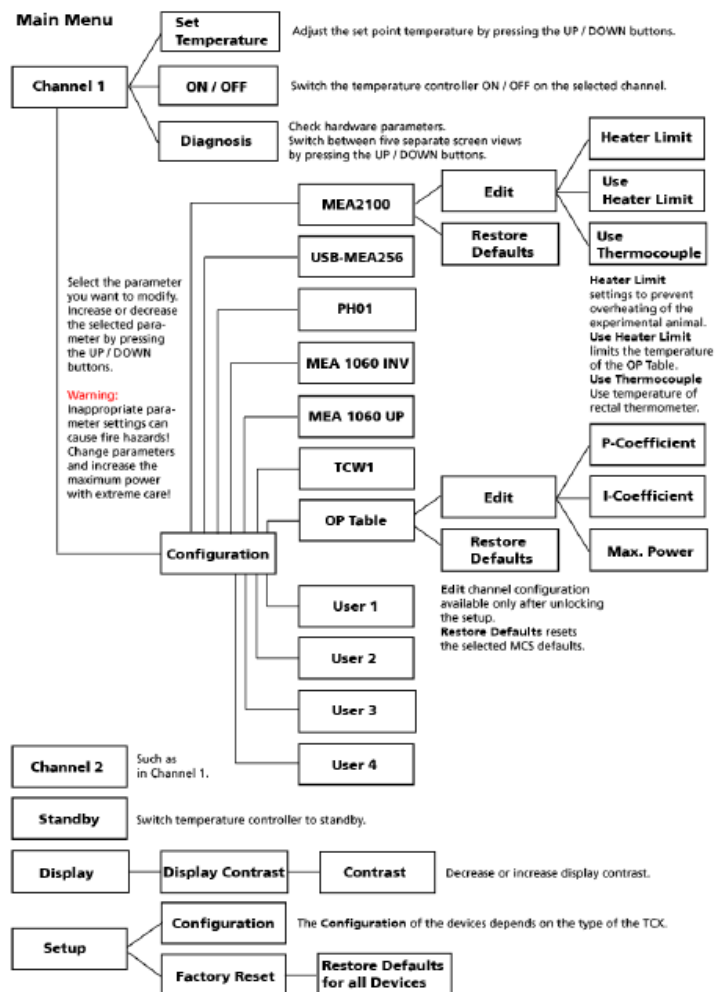 Main Menu
Set
Temperature
Adjust the set point temperature by pressing the UP / DOWN buttons.
Channel 1
ON / OFF
Switch the temperature controller ON / OFF on the selected channel.
Diagnosis
Check hardware parameters.
Switch between five separate screen views
by pressing the UP / DOWN buttons.
Heater Limit
MEA2100
Edit
Use
Heater Limit
Restore
Defaults
Use
Thermocouple
USB-MEA256
Select the parameter
you want to modify.
Increase or decrease
the selected para-
meter by pressing
the UP / DOWN
buttons.
Warning:
Inappropriate para-
meter settings can
cause fire hazards!
Change parameters
and increase the
maximum power
with extreme care!
PH01
MEA 1060 INV
MEA 1060 UP
TCW1
Heater Limit
settings to prevent
overheating of the
experimental animal.
Use Heater Limit
limits the temperature
of the OP Table.
Use Thermocouple
Use temperature of
rectal thermometer.
P-Coefficient
OP Table
Edit
I-Coefficient
Restore
Defaults
Max. Power
Configuration
Edit channel configuration
available only after unlocking
the setup.
Restore Defaults resets
the selected MCS defaults.
User 1
User 2
User 3
User 4
Channel 2
Such as
in Channel 1.
Standby
Switch temperature controller to standby.
Display
Display Contrast
Contrast
Decrease or increase display contrast.
Setup
Configuration
The Configuration of the devices depends on the type of the TCX.
Factory Reset
Restore Defaults
for all Devices